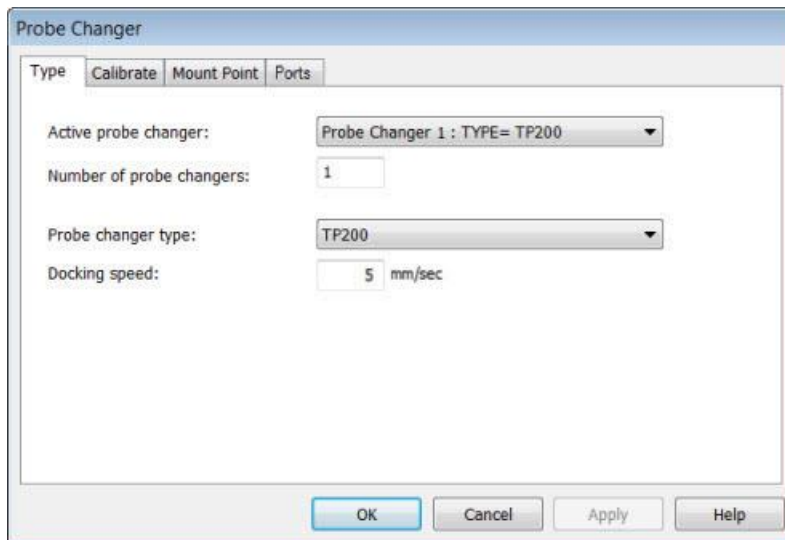 Probe Changer
Type Calibrate Mount Point Ports
Active probe changer: Probe Changer 1 : TYPE= TP200
Number of probe changers: 1
Probe changer type: TP200
Docking speed: 5 mm/sec
OK Cancel Apply Help